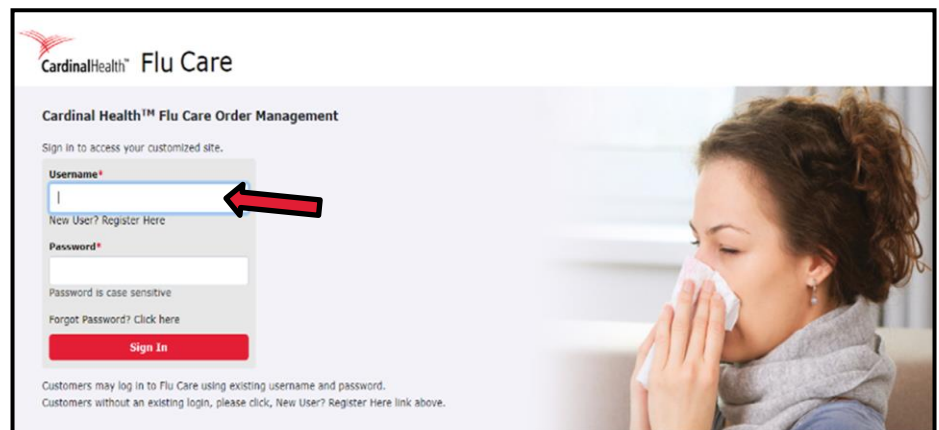 CardinalHealth™ Flu Care
Cardinal Health™ Flu Care Order Management
Sign in to access your customized site.
Username*
New User? Register Here
Password*
Password is case sensitive
Forgot Password? Click here
Sign In
Customers may log in to Flu Care using existing username and password.
Customers without an existing login, please click, New User? Register Here link above.